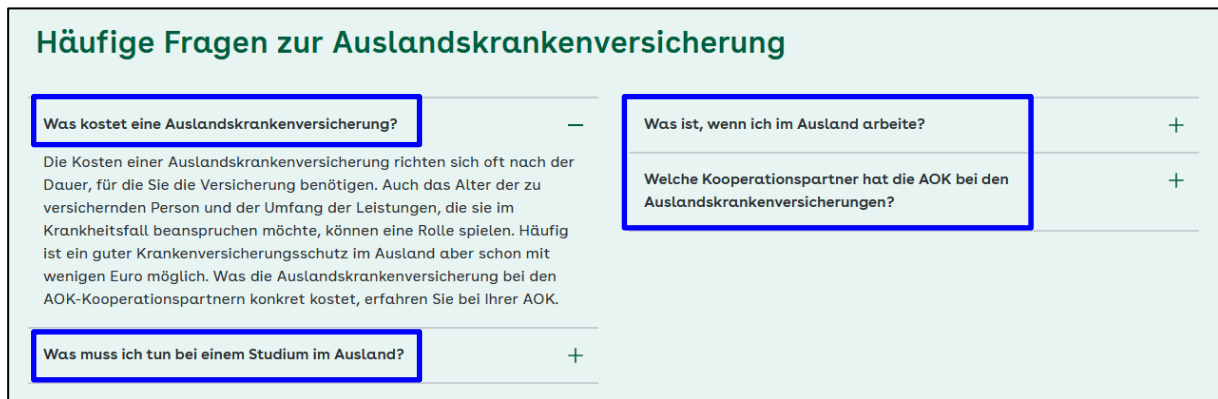 Häufige Fragen zur Auslandskrankenversicherung
Was kostet eine Auslandskrankenversicherung?
Die Kosten einer Auslandskrankenversicherung richten sich oft nach der
Dauer, für die Sie die Versicherung benötigen. Auch das Alter der zu
versichernden Person und der Umfang der Leistungen, die sie im
Krankheitsfall beanspruchen möchte, können eine Rolle spielen. Häufig
ist ein guter Krankenversicherungsschutz im Ausland aber schon mit
wenigen Euro möglich. Was die Auslandskrankenversicherung bei den
AOK-Kooperationspartnern konkret kostet, erfahren Sie bei Ihrer AOK.
Was muss ich tun bei einem Studium im Ausland?
Was ist, wenn ich im Ausland arbeite?
Welche Kooperationspartner hat die AOK bei den
Auslandskrankenversicherungen?